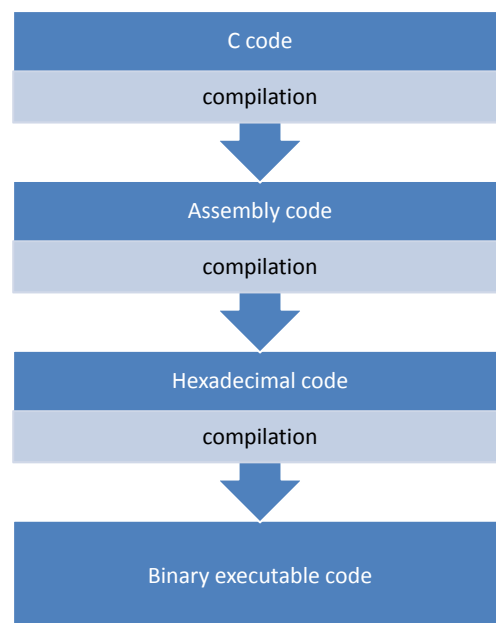 C code
compilation
Assembly code
compilation
Hexadecimal code
compilation
Binary executable code